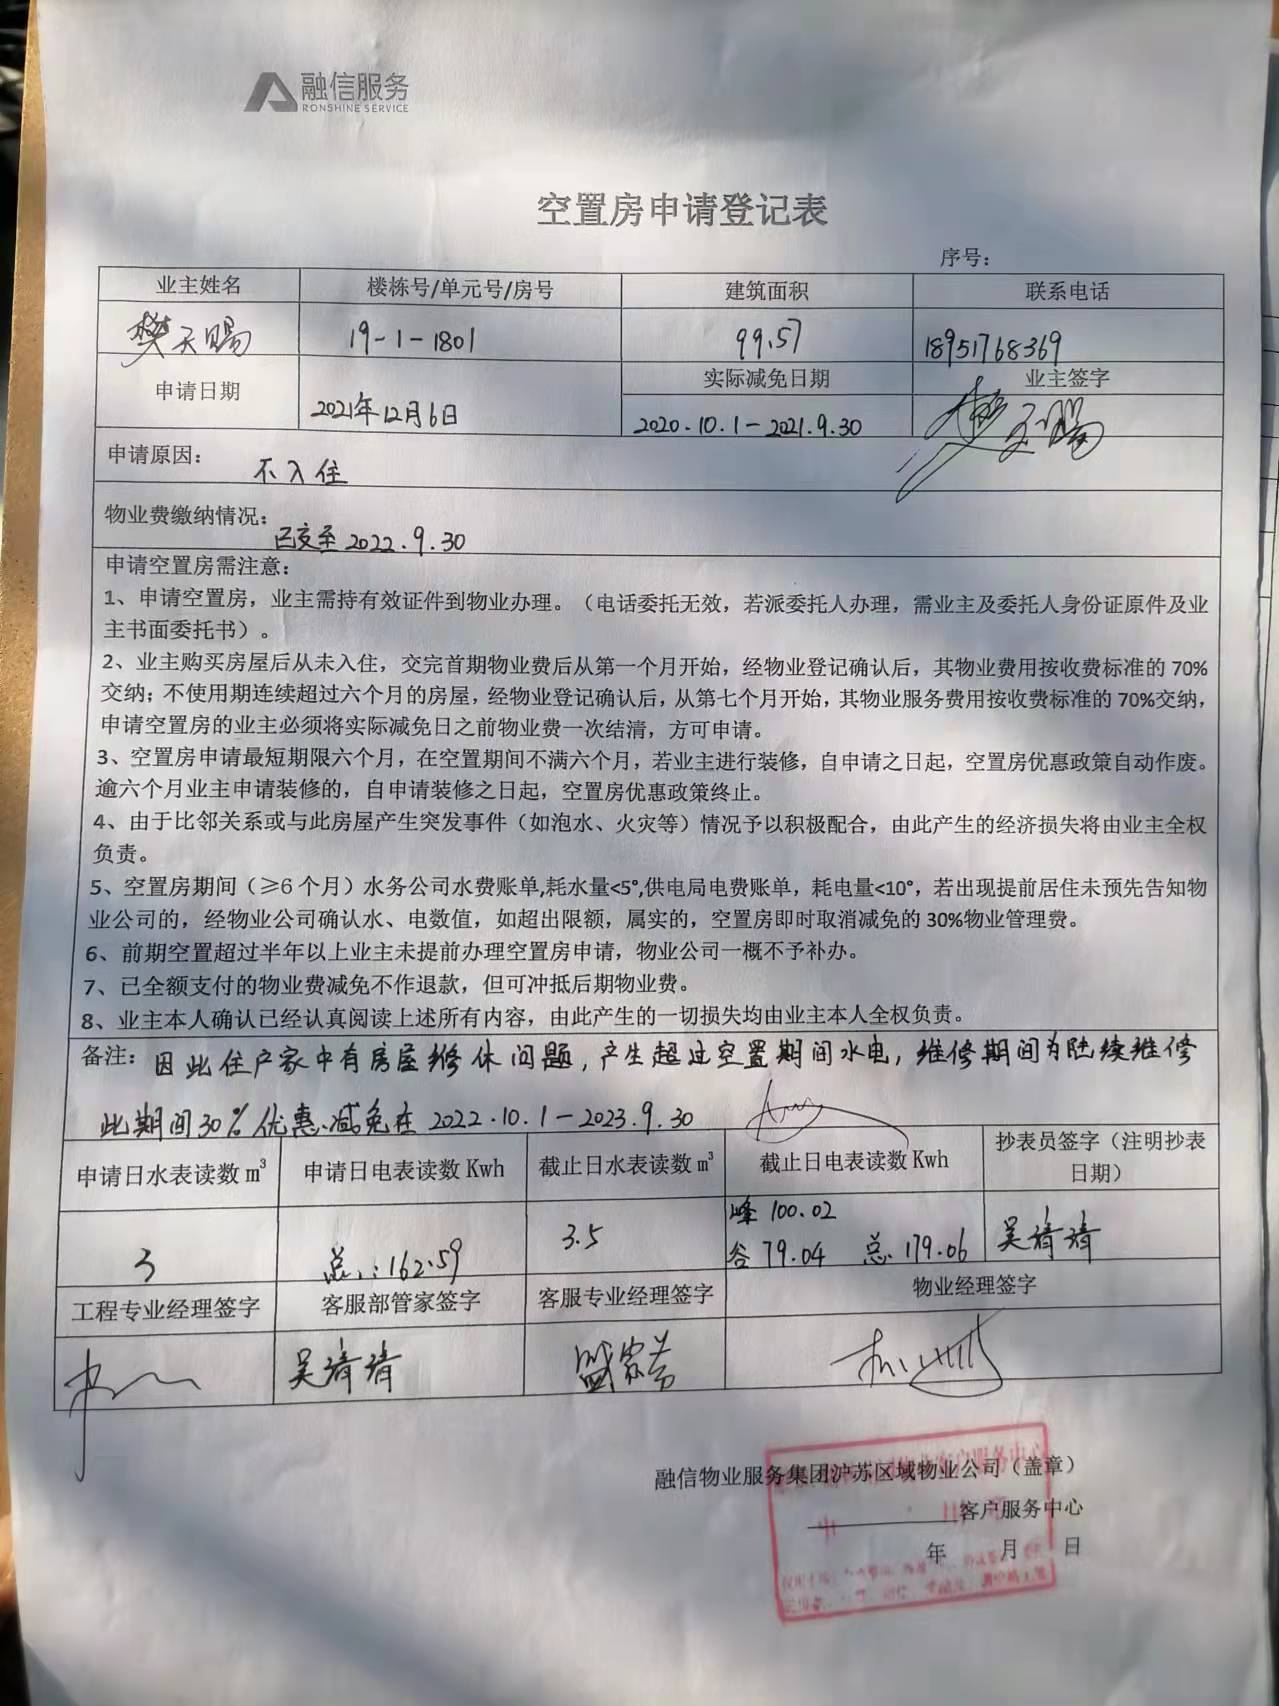 融信服务
RONSHINE SERVICE
空置房申请登记表
序号：
业主姓名 楼栋号/单元号/房号 建筑面积 联系电话
樊天赐 19-1-1801 99.57 18951768369
申请日期 2021年12月6日 实际减免日期 业主签字
2020.10.1-2021.9.30 樊天赐
申请原因： 不入住
物业费缴纳情况： 已交至2022.9.30
申请空置房需注意：
1、申请空置房，业主需持有效证件到物业办理。（电话委托无效，若派委托人办理，需业主及委托人身份证原件及业
主书面委托书）。
2、业主购买房屋后从未入住，交完首期物业费后从第一个月开始，经物业登记确认后，其物业费用按收费标准的 70%
交纳；不使用期连续超过六个月的房屋，经物业登记确认后，从第七个月开始，其物业服务费用按收费标准的 70%交纳，
申请空置房的业主必须将实际减免日之前物业费一次结清，方可申请。
3、空置房申请最短期限六个月，在空置期间不满六个月，若业主进行装修，自申请之日起，空置房优惠政策自动作废。
逾六个月业主申请装修的，自申请装修之日起，空置房优惠政策终止。
4、由于比邻关系或与此房屋产生突发事件（如泡水、火灾等）情况予以积极配合，由此产生的经济损失将由业主全权
负责。
5、空置房期间（≥6 个月）水务公司水费账单,耗水量<5°,供电局电费账单，耗电量<10°，若出现提前居住未预先告知物
业公司的，经物业公司确认水、电数值，如超出限额，属实的，空置房即时取消减免的 30%物业管理费。
6、前期空置超过半年以上业主未提前办理空置房申请，物业公司一概不予补办。
7、已全额支付的物业费减免不作退款，但可冲抵后期物业费。
8、业主本人确认已经认真阅读上述所有内容，由此产生的一切损失均由业主本人全权负责。
备注：因此住户家中有房屋维休问题，产生超过空置期间水电，维修期间为陆续维修
此期间30%优惠.减免在 2022.10.1-2023.9.30
申请日水表读数 m³ 申请日电表读数 Kwh 截止日水表读数 m³ 截止日电表读数 Kwh 抄表员签字（注明抄表
日期）
3 总：162.59 3.5 峰 100.02
谷 79.04 总 179.06 吴清清
工程专业经理签字 客服部管家签字 客服专业经理签字 物业经理签字
吴清清
融信物业服务集团沪苏区域物业公司（盖章）
客户服务中心
年 月 日